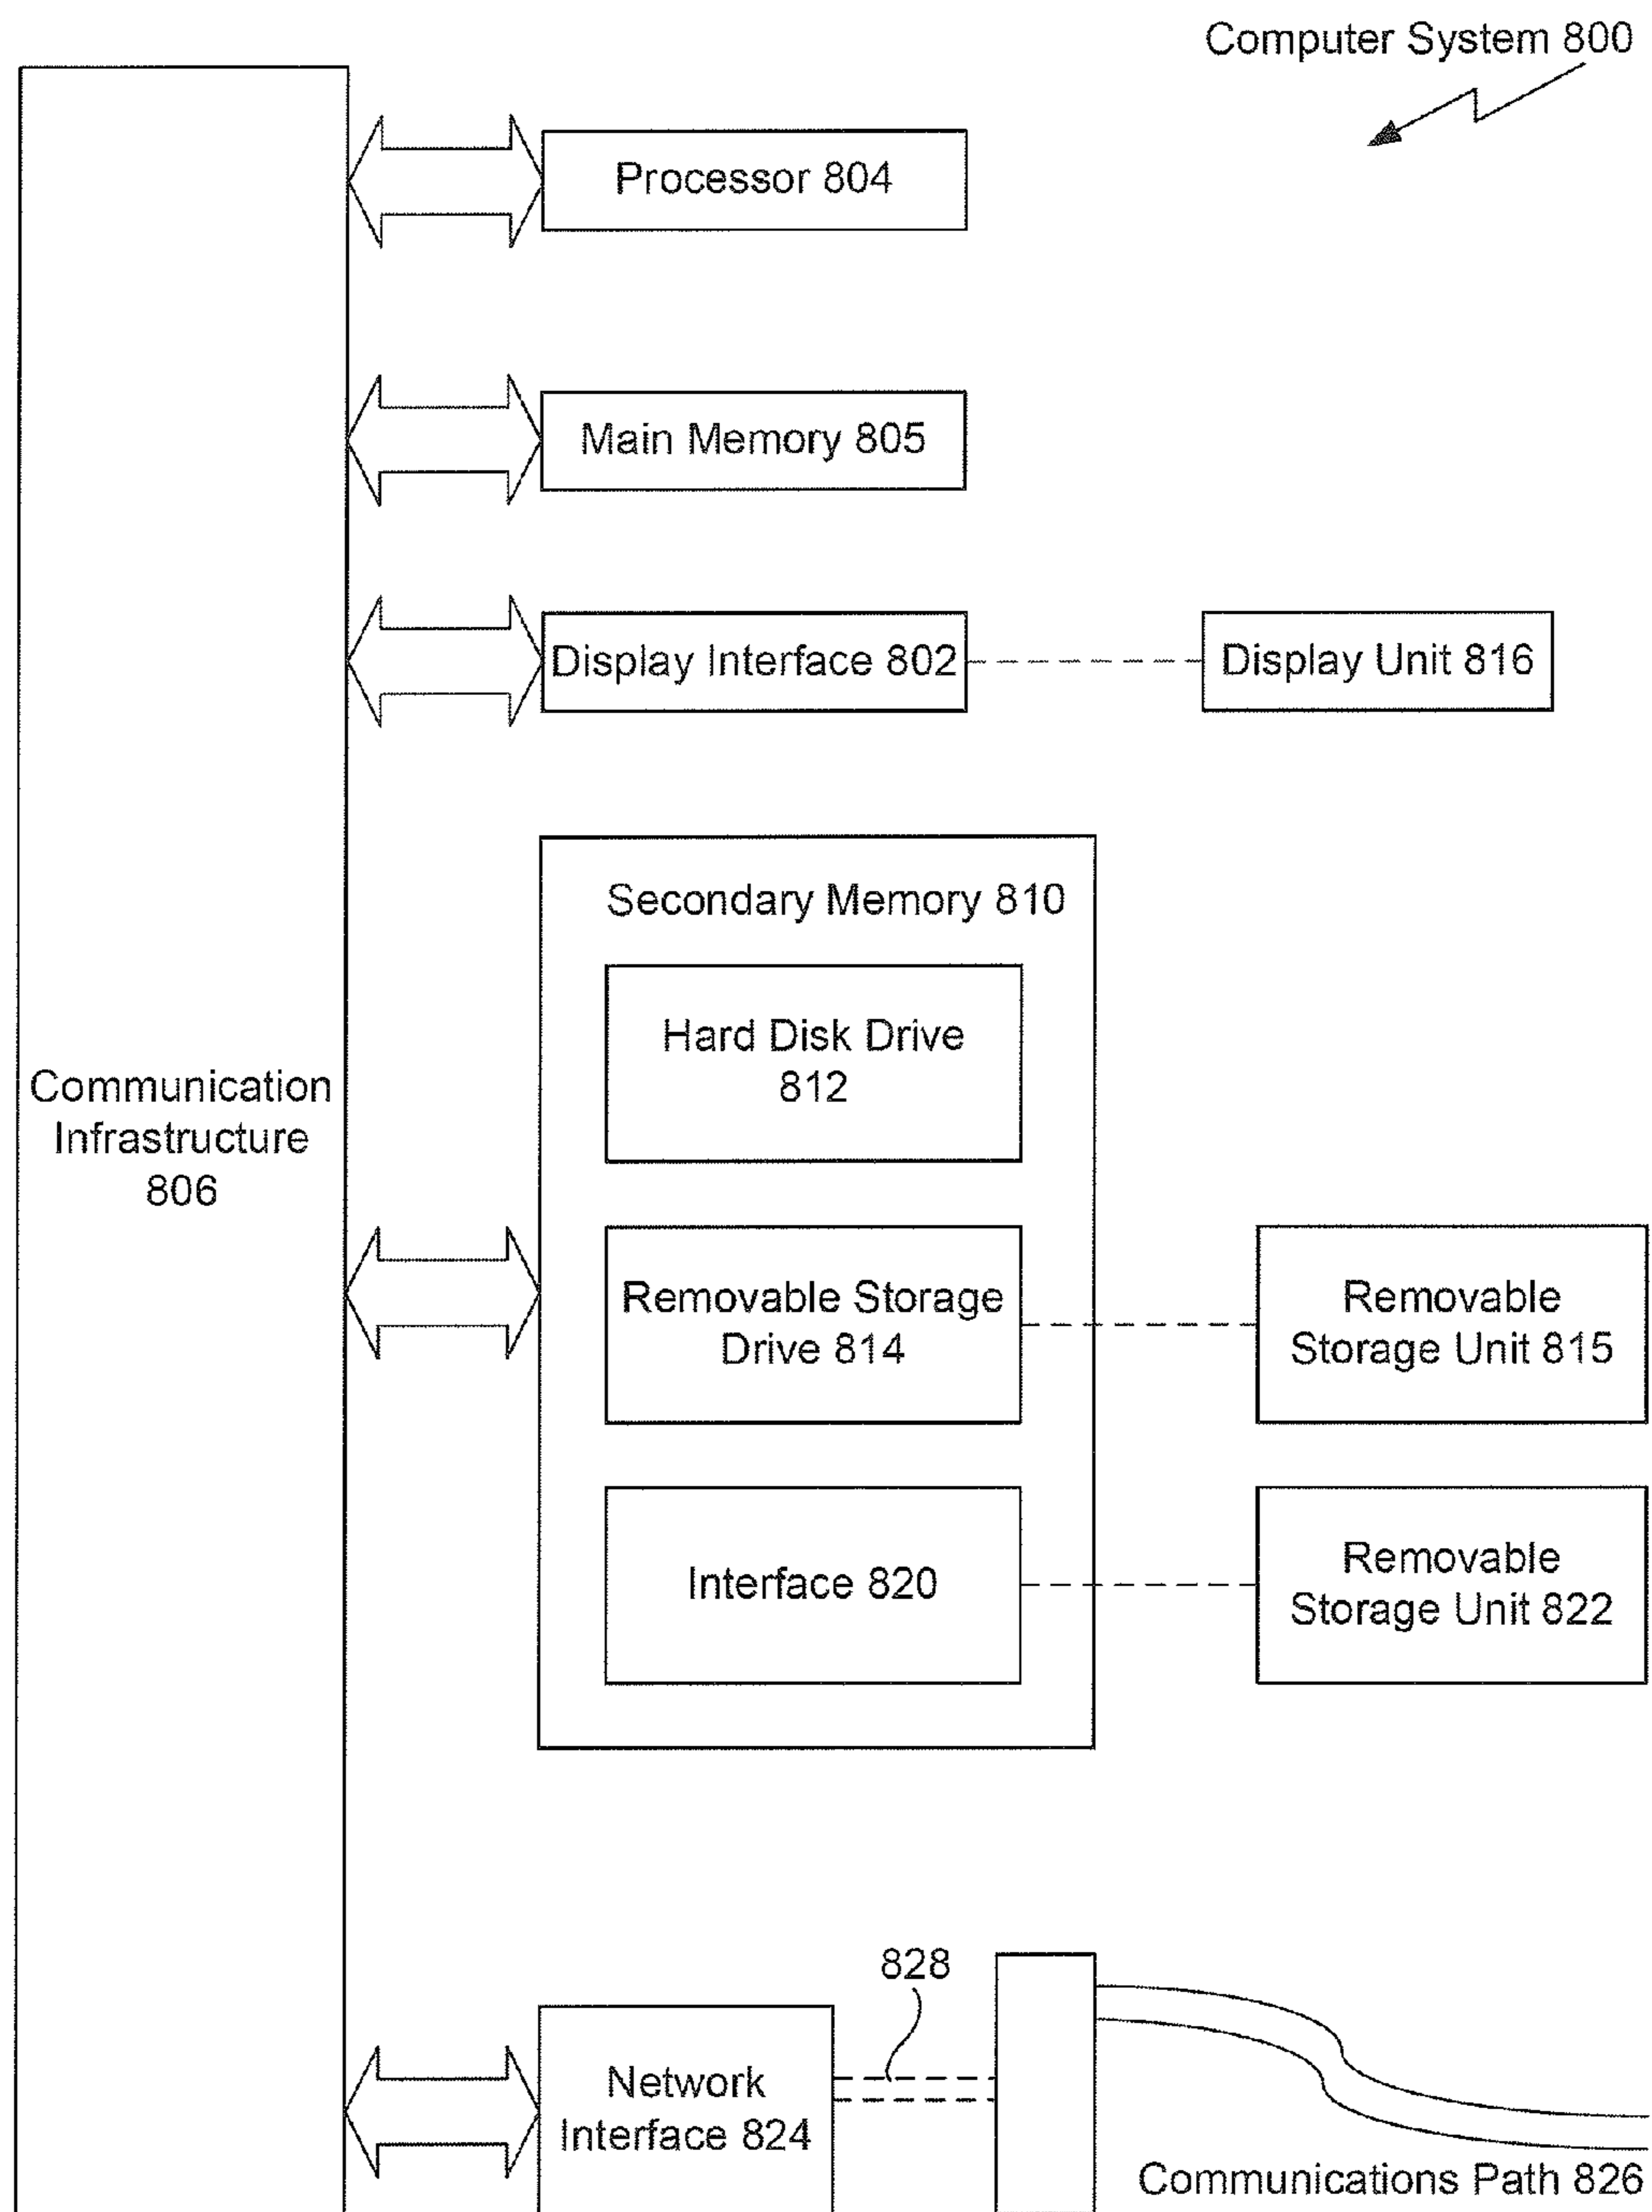 Computer System 800
Processor 804
Main Memory 805
Display Interface 802
Display Unit 816
Secondary Memory 810
Hard Disk Drive
812
Communication
Infrastructure
806
Removable Storage
Drive 814
Removable
Storage Unit 815
Interface 820
Removable
Storage Unit 822
828
Network
Interface 824
Communications Path 826